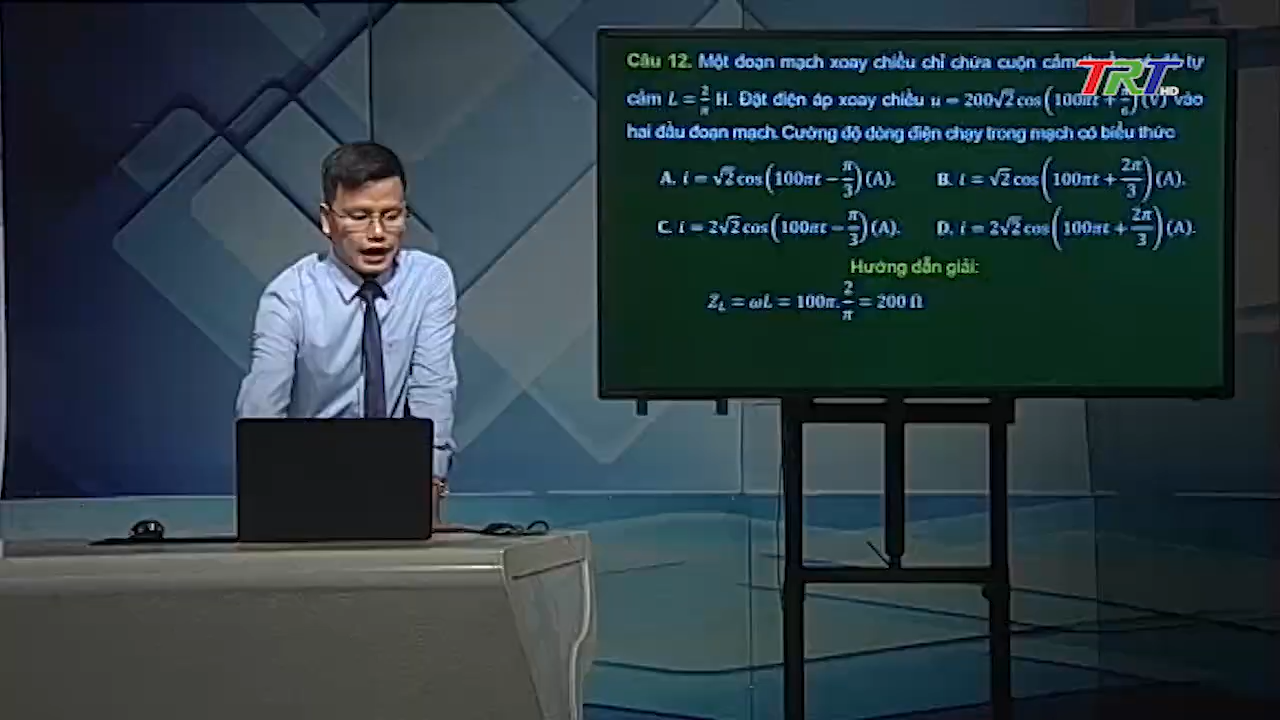 Câu 12. Một đoạn mạch xoay chiều chỉ chứa cuộn cảm tự
cảm L = 2/π H. Đặt điện áp xoay chiều u = 200√2 cos(100πt + π/6) (V) vào
hai đầu đoạn mạch. Cường độ dòng điện chạy trong mạch có biểu thức
A. i = √2 cos(100πt − π/3) (A). B. i = √2 cos(100πt + 2π/3) (A).
C. i = 2√2 cos(100πt − π/3) (A). D. i = 2√2 cos(100πt + 2π/3) (A).
Hướng dẫn giải:
Z_L = ωL = 100π. 2/π = 200 Ω
TRT HD